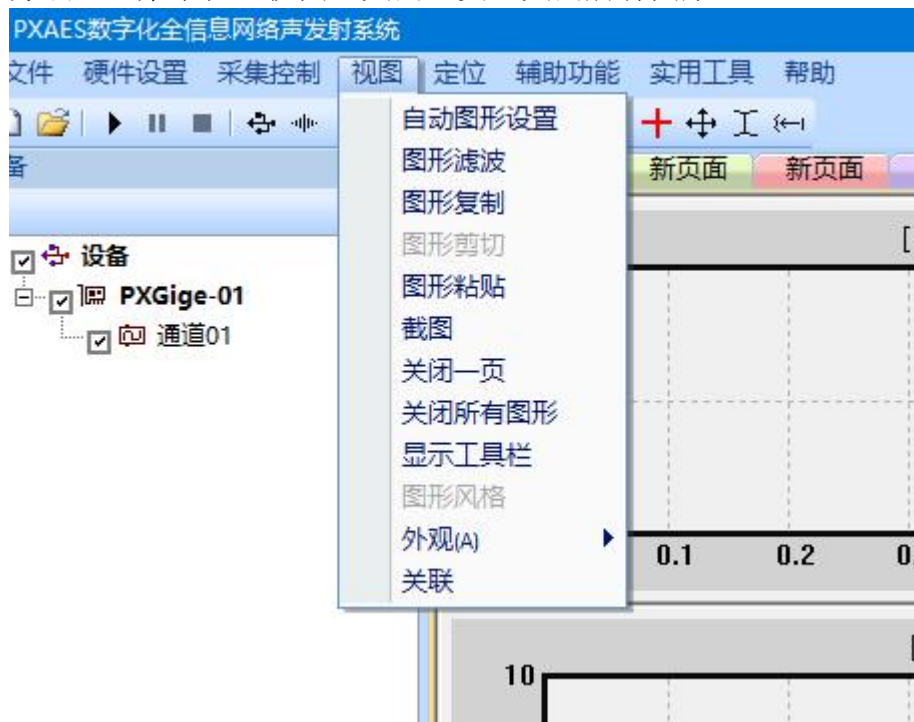 PXAES数字化全信息网络声发射系统
文件 硬件设置 采集控制 视图 定位 辅助功能 实用工具 帮助
备
新页面 新页面
自动图形设置
图形滤波
图形复制
图形剪切
图形粘贴
截图
关闭一页
关闭所有图形
显示工具栏
图形风格
外观(A)
关联
设备
PXGige-01
通道01
[
0.1 0.2 0.
[
10